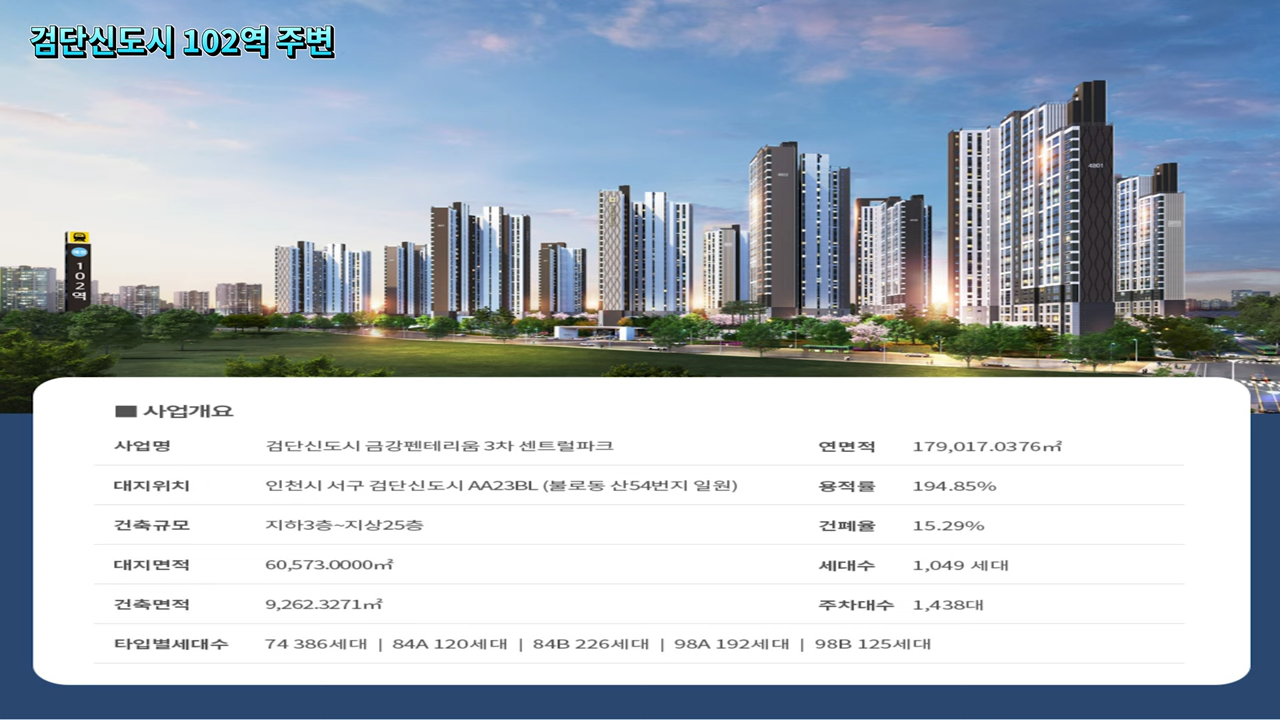 검단신도시 102역 주변
102역
4801
■ 사업개요
사업명 검단신도시 금강펜테리움 3차 센트럴파크 연면적 179,017.0376㎡
대지위치 인천시 서구 검단신도시 AA23BL (불로동 산54번지 일원) 용적률 194.85%
건축규모 지하3층~지상25층 건폐율 15.29%
대지면적 60,573.0000㎡ 세대수 1,049 세대
건축면적 9,262.3271㎡ 주차대수 1,438대
타입별세대수 74 386세대 | 84A 120세대 | 84B 226세대 | 98A 192세대 | 98B 125세대